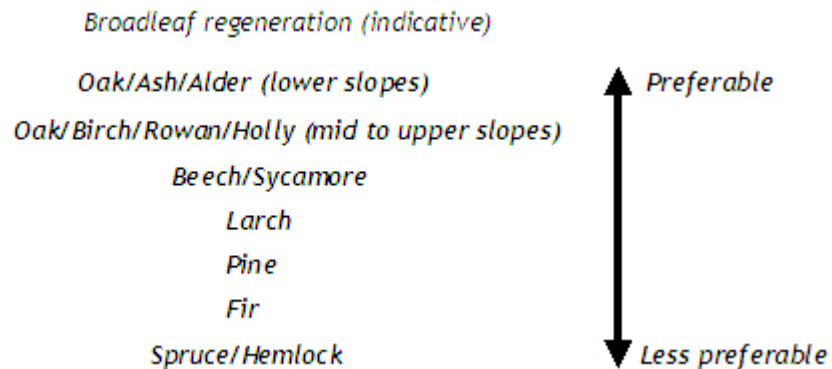 Broadleaf regeneration (indicative)
Oak/Ash/Alder (lower slopes)
Preferable
Oak/Birch/Rowan/Holly (mid to upper slopes)
Beech/Sycamore
Larch
Pine
Fir
Spruce/Hemlock
Less preferable